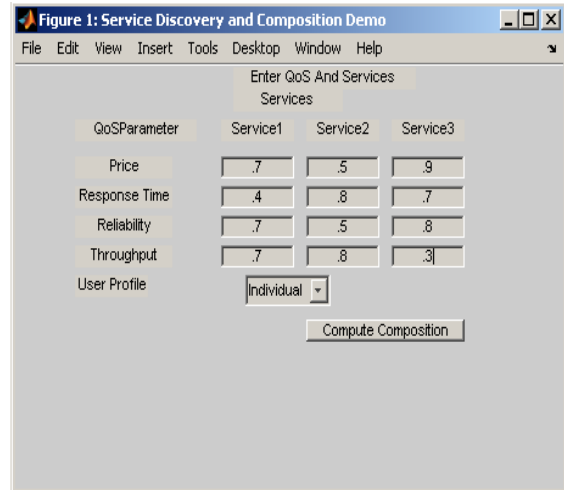 Figure 1: Service Discovery and Composition Demo
File Edit View Insert Tools Desktop Window Help
Enter QoS And Services
Services
QoSParameter Service1 Service2 Service3
Price .7 .5 .9
Response Time .4 .8 .7
Reliability .7 .5 .8
Throughput .7 .8 .3
User Profile Individual
Compute Composition